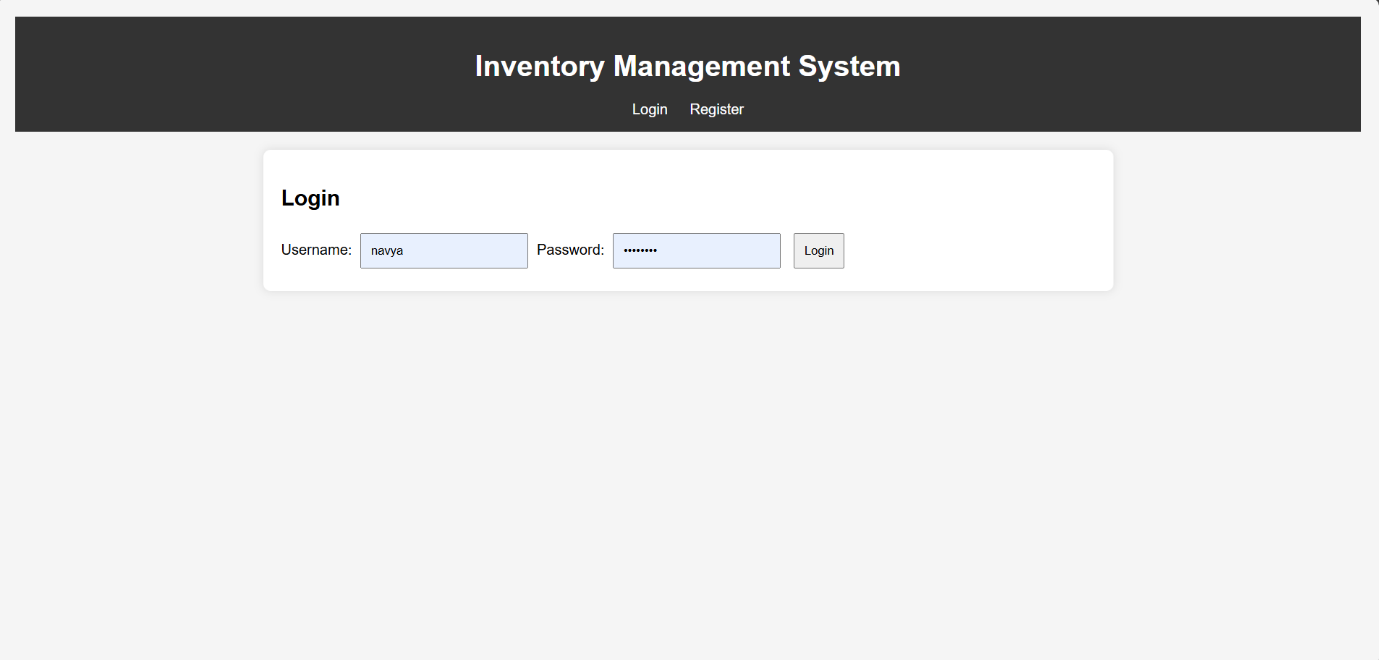 Inventory Management System
Login Register
Login
Username: navya Password: •••••••• Login